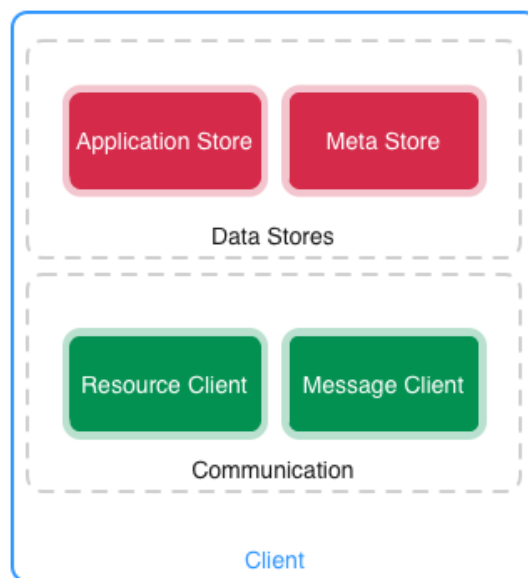 Application Store
Meta Store
Data Stores
Resource Client
Message Client
Communication
Client